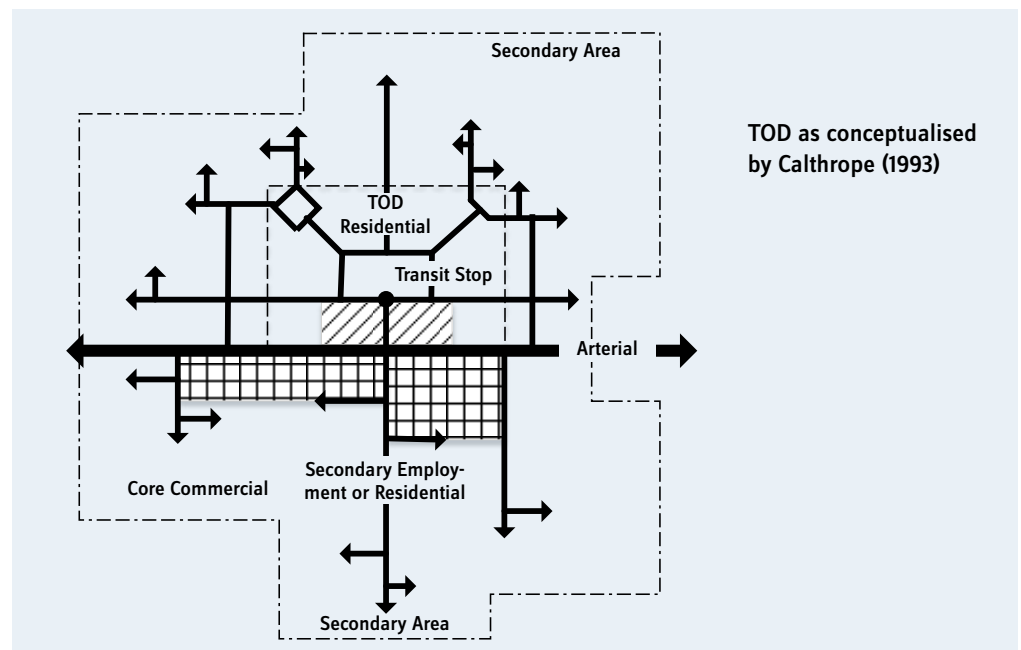 Secondary Area
TOD as conceptualised
by Calthrope (1993)
TOD
Residential
Transit Stop
Arterial
Secondary Employ-
ment or Residential
Core Commercial
Secondary Area